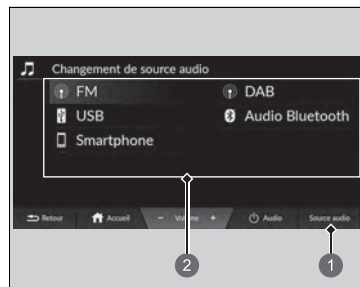 Changement de source audio
FM DAB
USB Audio Bluetooth
Smartphone
Retour Accueil − Volume + Audio Source audio
2 1